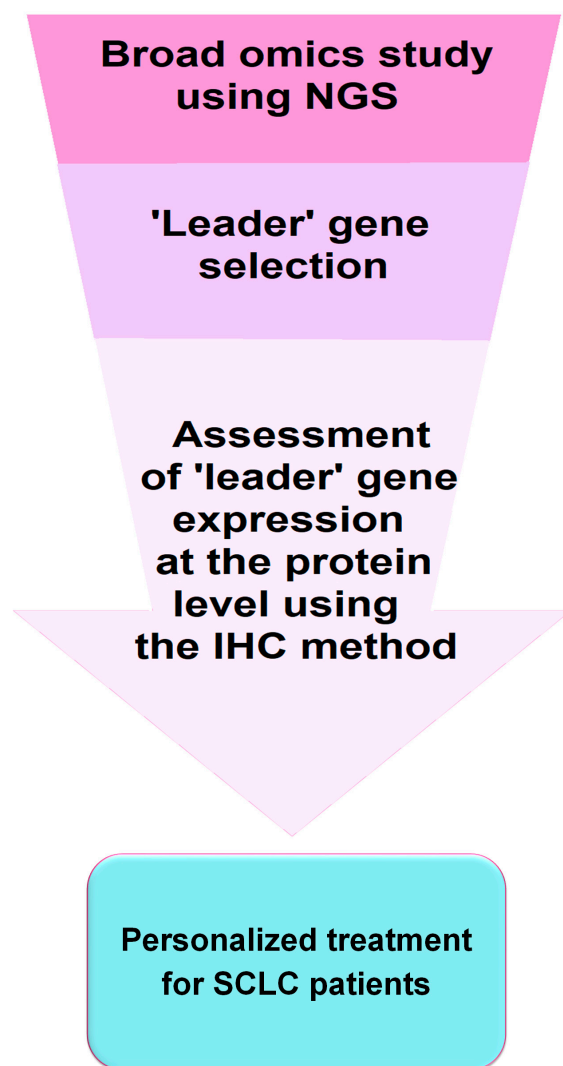 Broad omics study
using NGS
'Leader' gene
selection
Assessment
of 'leader' gene
expression
at the protein
level using
the IHC method
Personalized treatment
for SCLC patients